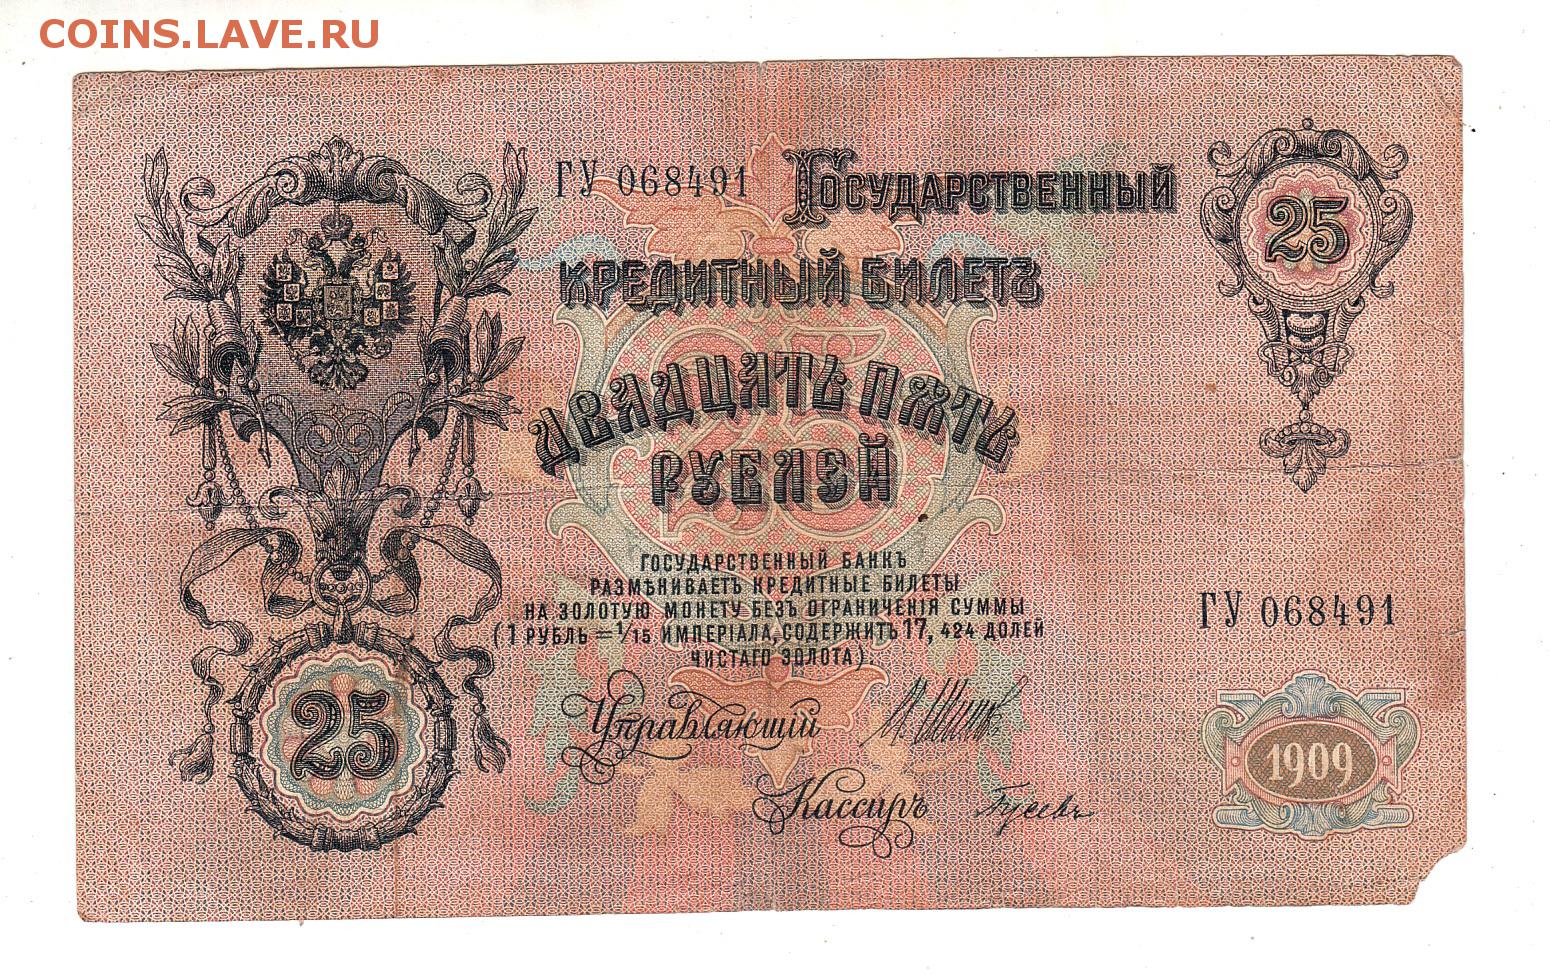 COINS.LAVE.RU
ГУ 068491
Государственный
25
Кредитный Билетъ
Двадцать пять
рублей
Государственный Банкъ
размѣниваетъ кредитные билеты
на золотую монету безъ ограниченія суммы
(1 рубль = 1/15 имперіала, содержитъ 17,424 долей
чистаго золота).
ГУ 068491
Управляющій
И. Шипов
25
1909
Кассиръ Гусевъ